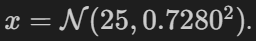 x = 𝒩(25, 0.7280²).